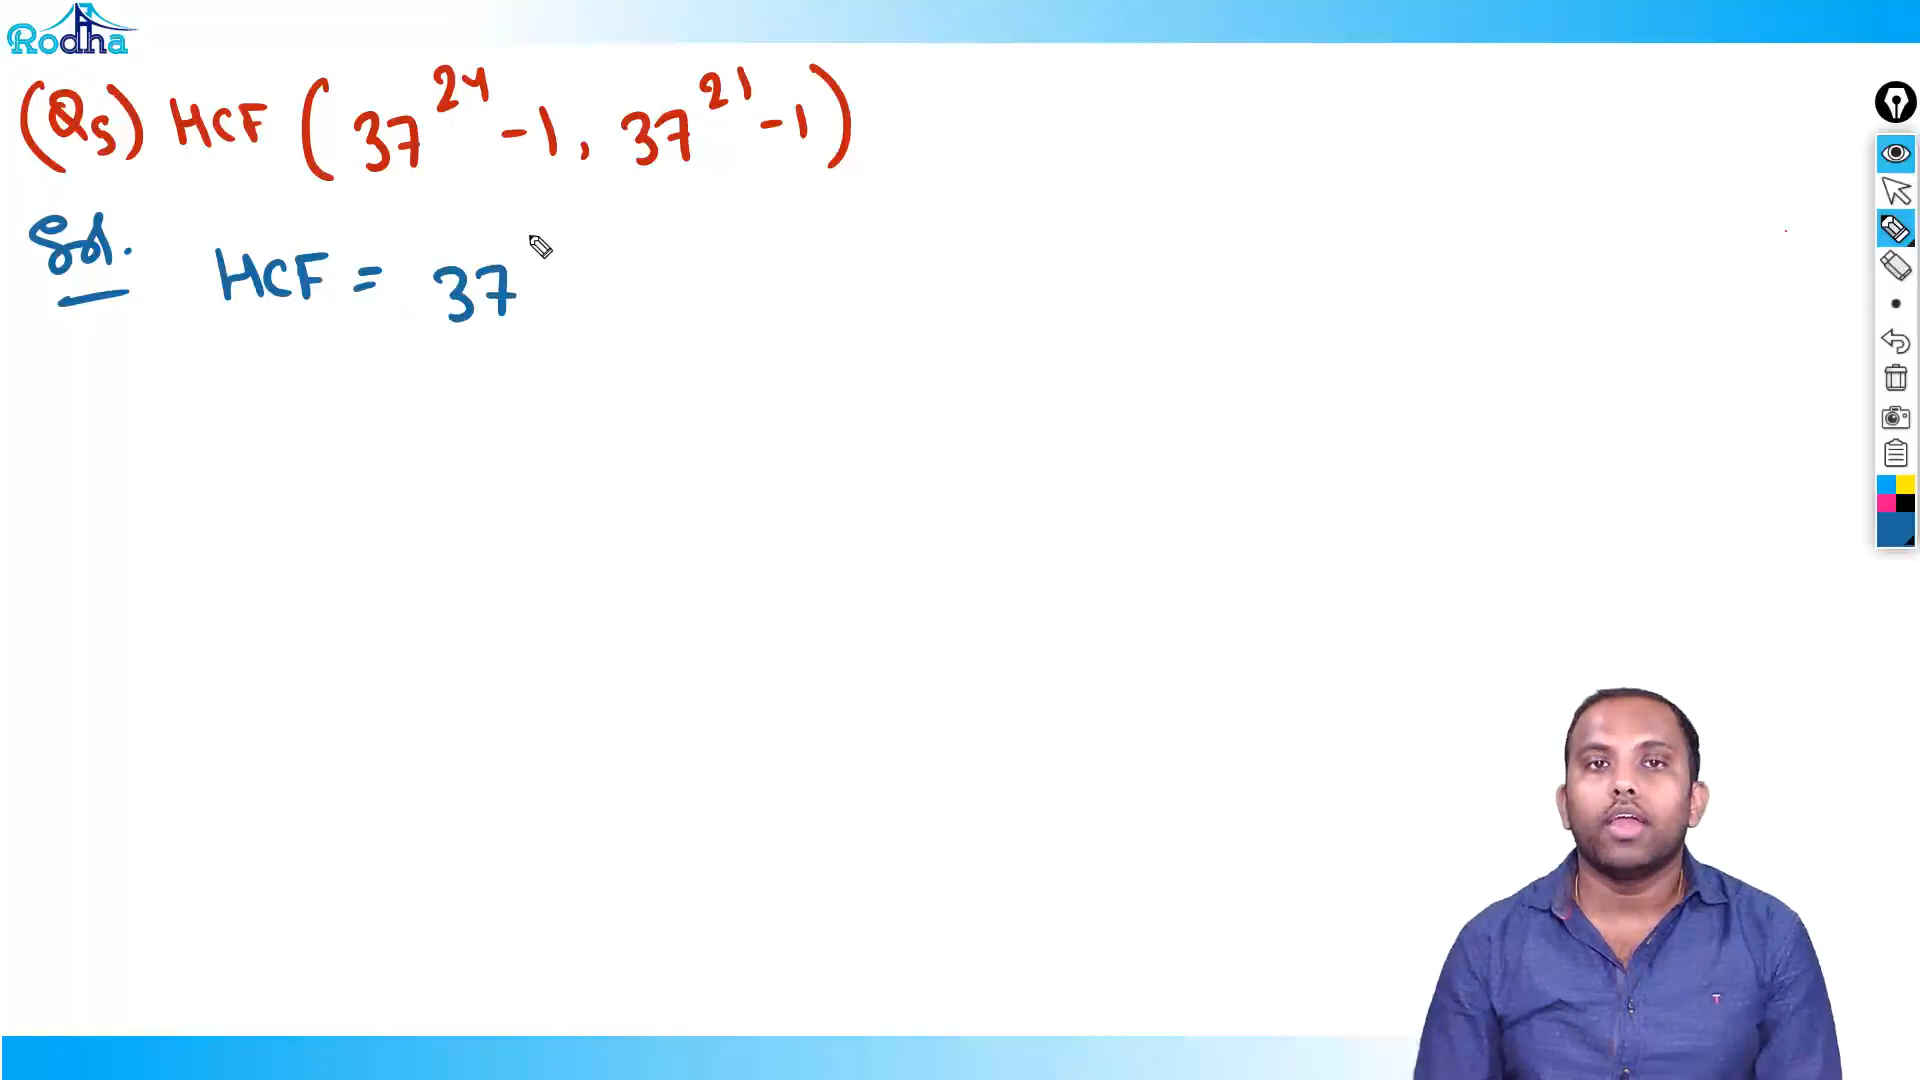 Rodha
(Q5) HCF (37^24 - 1, 37^21 - 1)
Sol.
HCF = 37
T